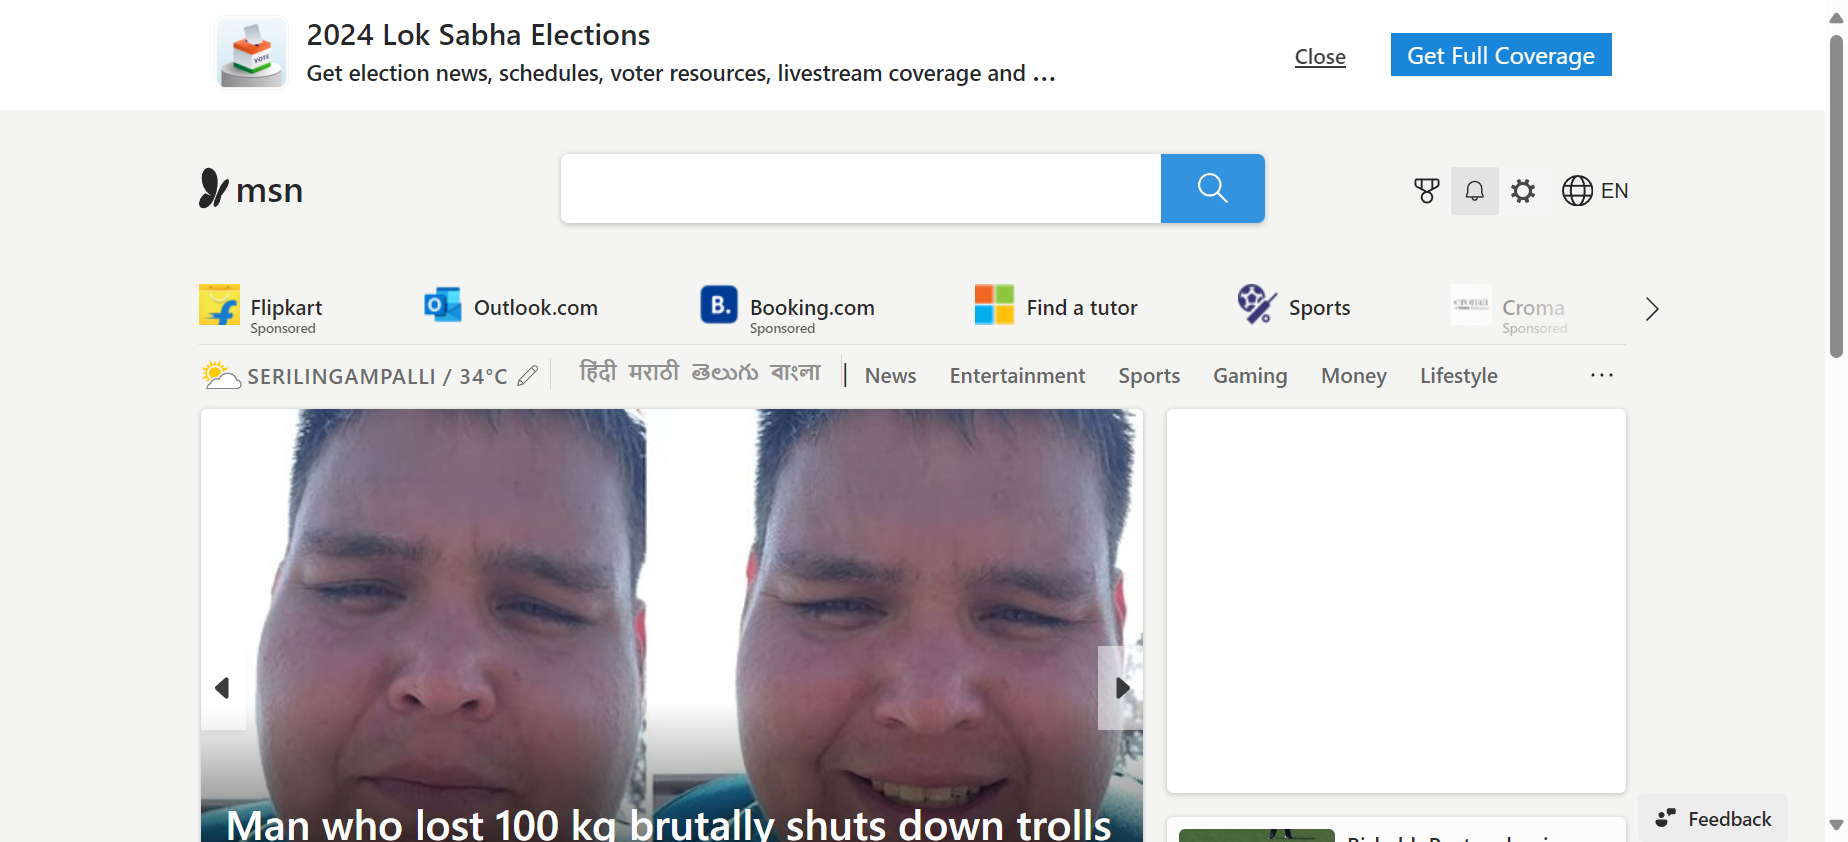 2024 Lok Sabha Elections
Get election news, schedules, voter resources, livestream coverage and ...
Close
Get Full Coverage
VOTE
msn
EN
Flipkart
Sponsored
Outlook.com
B.
Booking.com
Sponsored
Find a tutor
Sports
croma
Croma
Sponsored
SERILINGAMPALLI / 34°C
हिंदी मराठी తెలుగు বাংলা
News
Entertainment
Sports
Gaming
Money
Lifestyle
Man who lost 100 kg brutally shuts down trolls
Feedback